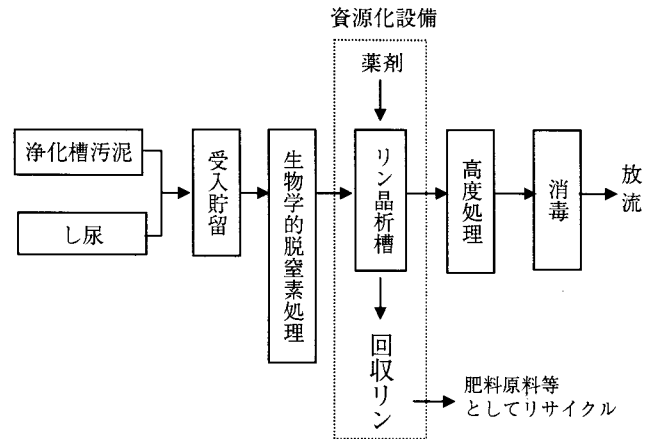 資源化設備
薬剤
浄化槽汚泥
し尿
受入貯留
生物学的脱窒素処理
リン晶析槽
高度処理
消毒
放流
回収リン
肥料原料等
としてリサイクル